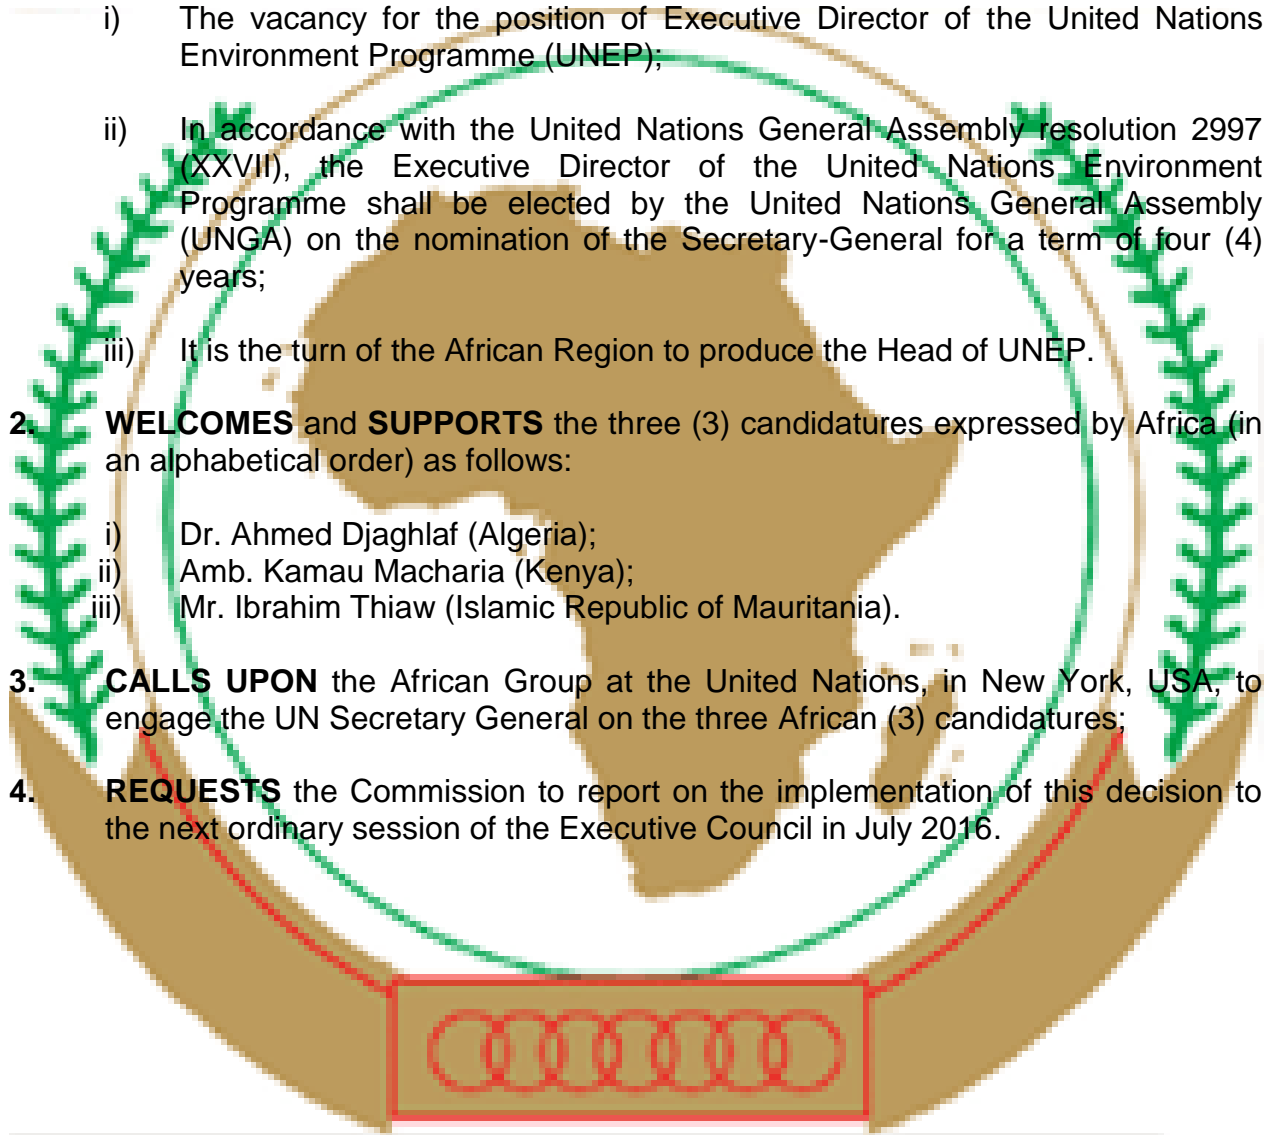 i) The vacancy for the position of Executive Director of the United Nations
Environment Programme (UNEP);
ii) In accordance with the United Nations General Assembly resolution 2997
(XXVII), the Executive Director of the United Nations Environment
Programme shall be elected by the United Nations General Assembly
(UNGA) on the nomination of the Secretary-General for a term of four (4)
years;
iii) It is the turn of the African Region to produce the Head of UNEP.
2. WELCOMES and SUPPORTS the three (3) candidatures expressed by Africa (in
an alphabetical order) as follows:
i) Dr. Ahmed Djaghlaf (Algeria);
ii) Amb. Kamau Macharia (Kenya);
iii) Mr. Ibrahim Thiaw (Islamic Republic of Mauritania).
3. CALLS UPON the African Group at the United Nations, in New York, USA, to
engage the UN Secretary General on the three African (3) candidatures;
4. REQUESTS the Commission to report on the implementation of this decision to
the next ordinary session of the Executive Council in July 2016.